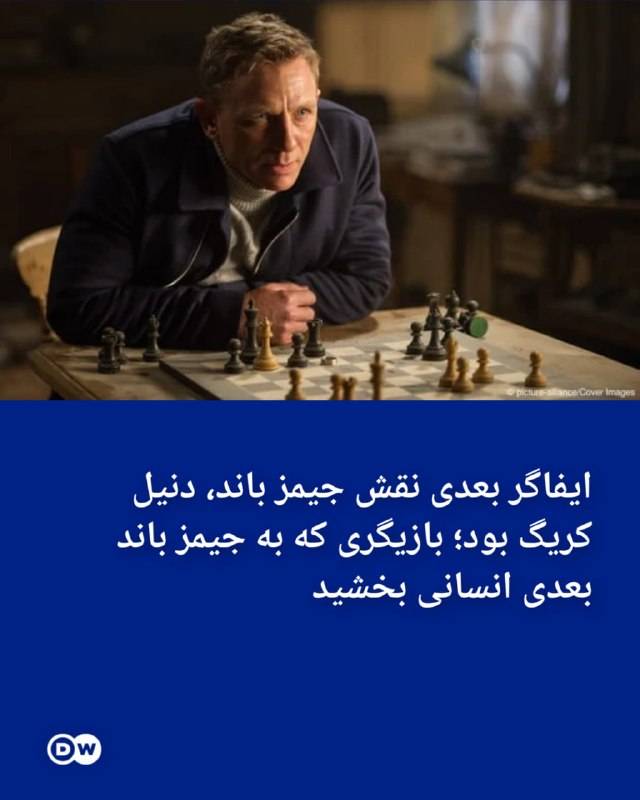 © picture-alliance/Cover Images
ایفاگر بعدی نقش جیمز باند، دنیل
کریگ بود؛ بازیگری که به جیمز باند
بعدی انسانی بخشید
DW